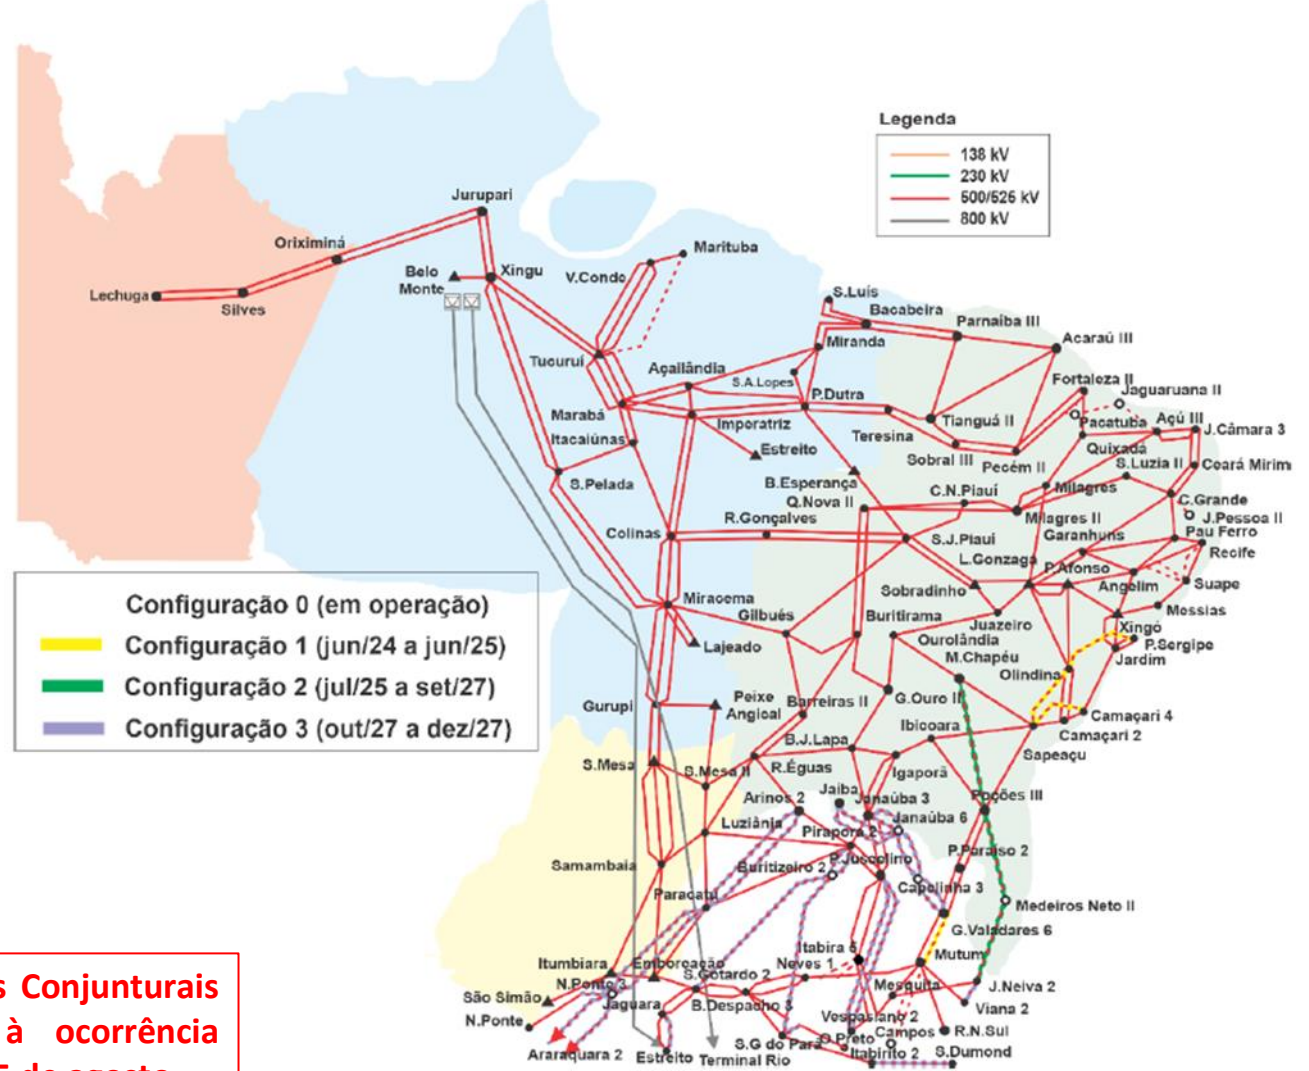 Legenda
138 kV
230 kV
500/525 kV
800 kV
Jurupari
Oriximiná
Lechuga
Silves
Belo
Monte
Xingu
V.Conde
Marituba
Tucuruí
S.Luís
Bacabeira
Parnaíba III
Acaraú III
Miranda
Açailândia
S.A.Lopes
P.Dutra
Fortaleza II
Jaguaruana II
Marabá
Imperatriz
Teresina
Tianguá II
Pacatuba
Açú III
J.Câmara 3
Itacaiúnas
Estreito
Sobral III
Pecém II
Quixadá
S.Luzia II
Ceará Mirim
S.Pelada
B.Esperança
Q.Nova II
C.N.Piauí
Milagres
C.Grande
R.Gonçalves
Milagres II
J.Pessoa II
Colinas
S.J.Piauí
Garanhuns
Pau Ferro
Recife
L.Gonzaga
P.Afonso
Angelim
Suape
Sobradinho
Messias
Configuração 0 (em operação)
Configuração 1 (jun/24 a jun/25)
Configuração 2 (jul/25 a set/27)
Configuração 3 (out/27 a dez/27)
Miracema
Gilbués
Buritirama
Juazeiro
Xingó
P.Sergipe
Jardim
Lajeado
Ourolândia
M.Chapéu
Olindina
Gurupi
Peixe
Angical
Barreiras II
G.Ouro II
Ibicoara
Camaçari 4
Camaçari 2
Sapeaçu
S.Mesa
S.Mesa II
B.J.Lapa
R.Éguas
Igaporã
Arinos 2
Jaíba
Janaúba 3
Poções III
Luziânia
Janaúba 6
Pirapora 2
Samambaia
Buritizeiro 2
P.Juscelino
P.Paraíso 2
Paracatu
Capelinha 3
Medeiros Neto II
G.Valadares 6
Itabira 5
Mutum
Itumbiara
Emborcação
S.Gotardo 2
Neves 1
N.Ponte 3
Mesquita
J.Neiva 2
São Simão
Jaguara
B.Despacho 3
Viana 2
N.Ponte
Vespasiano 2
Campos
R.N.Sul
Araraquara 2
Estreito
Terminal Rio
S.G do Pará
O.Preto
Itabirito 2
S.Dumond
s Conjunturais
à ocorrência